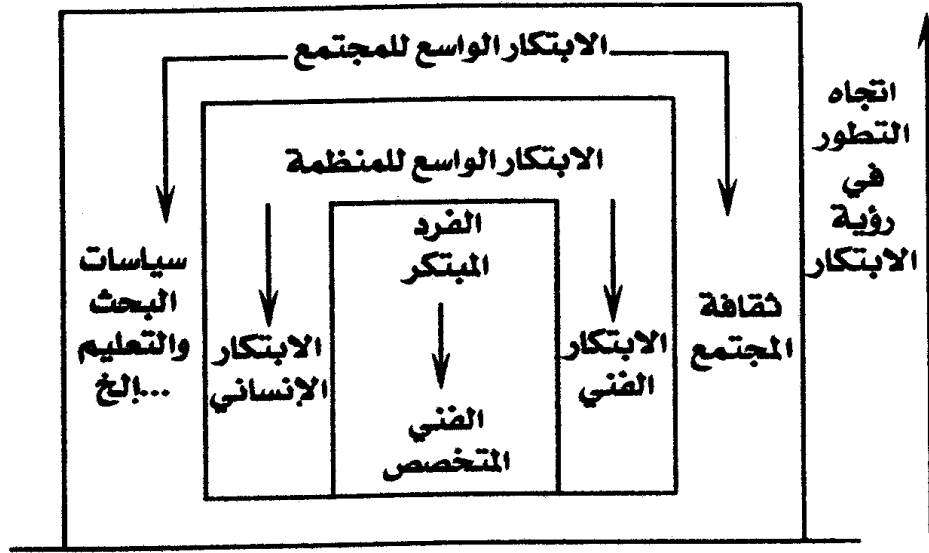 الابتكار الواسع للمجتمع
اتجاه
التطور
في
رؤية
الابتكار
الابتكار الواسع للمنظمة
ثقافة
المجتمع
الابتكار
الفني
الفرد
المبتكر
الفني
المتخصص
الابتكار
الإنساني
سياسات
البحث
والتعليم
...إلخ